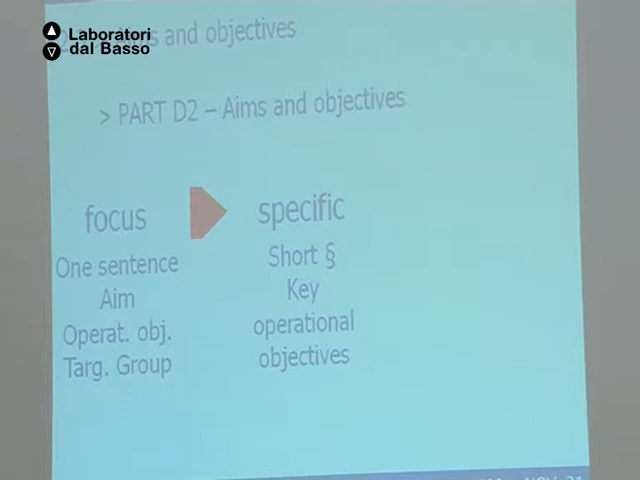 Laboratori
dal Basso
and objectives
> PART D2 – Aims and objectives
focus
One sentence
Aim
Operat. obj.
Targ. Group
specific
Short §
Key
operational
objectives